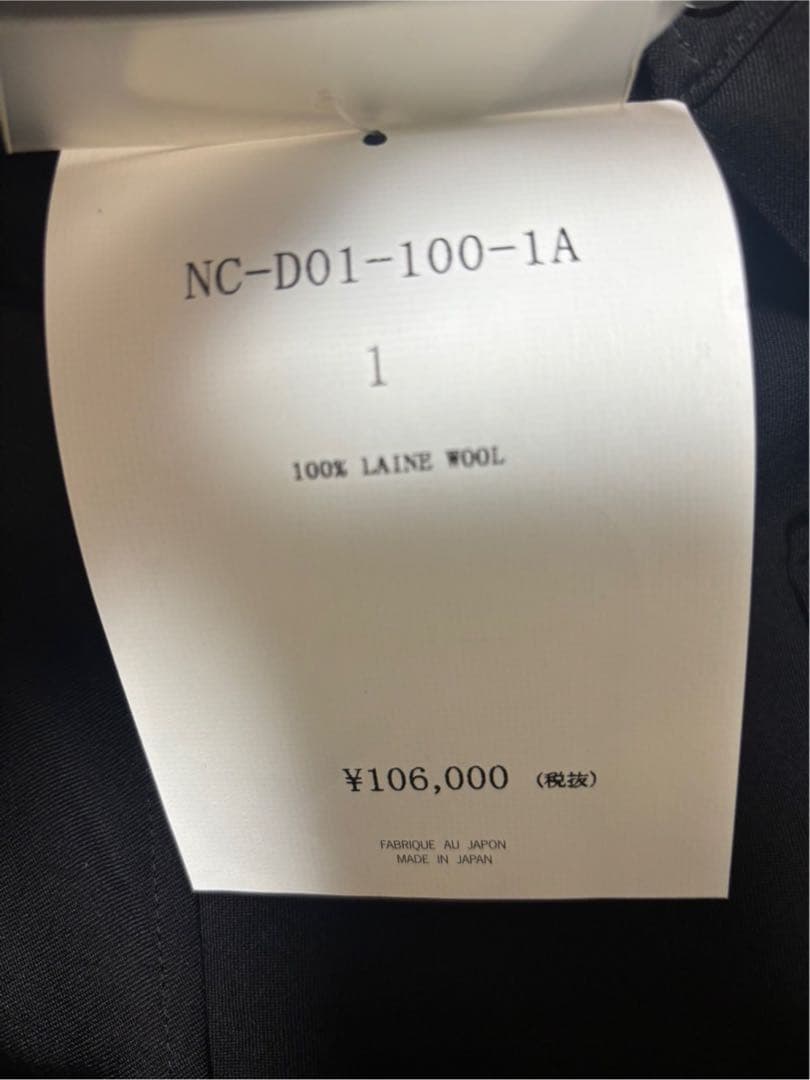 NC-D01-100-1A
1
100% LAINE WOOL
¥106,000 (税抜)
FABRIQUE AU JAPON
MADE IN JAPAN